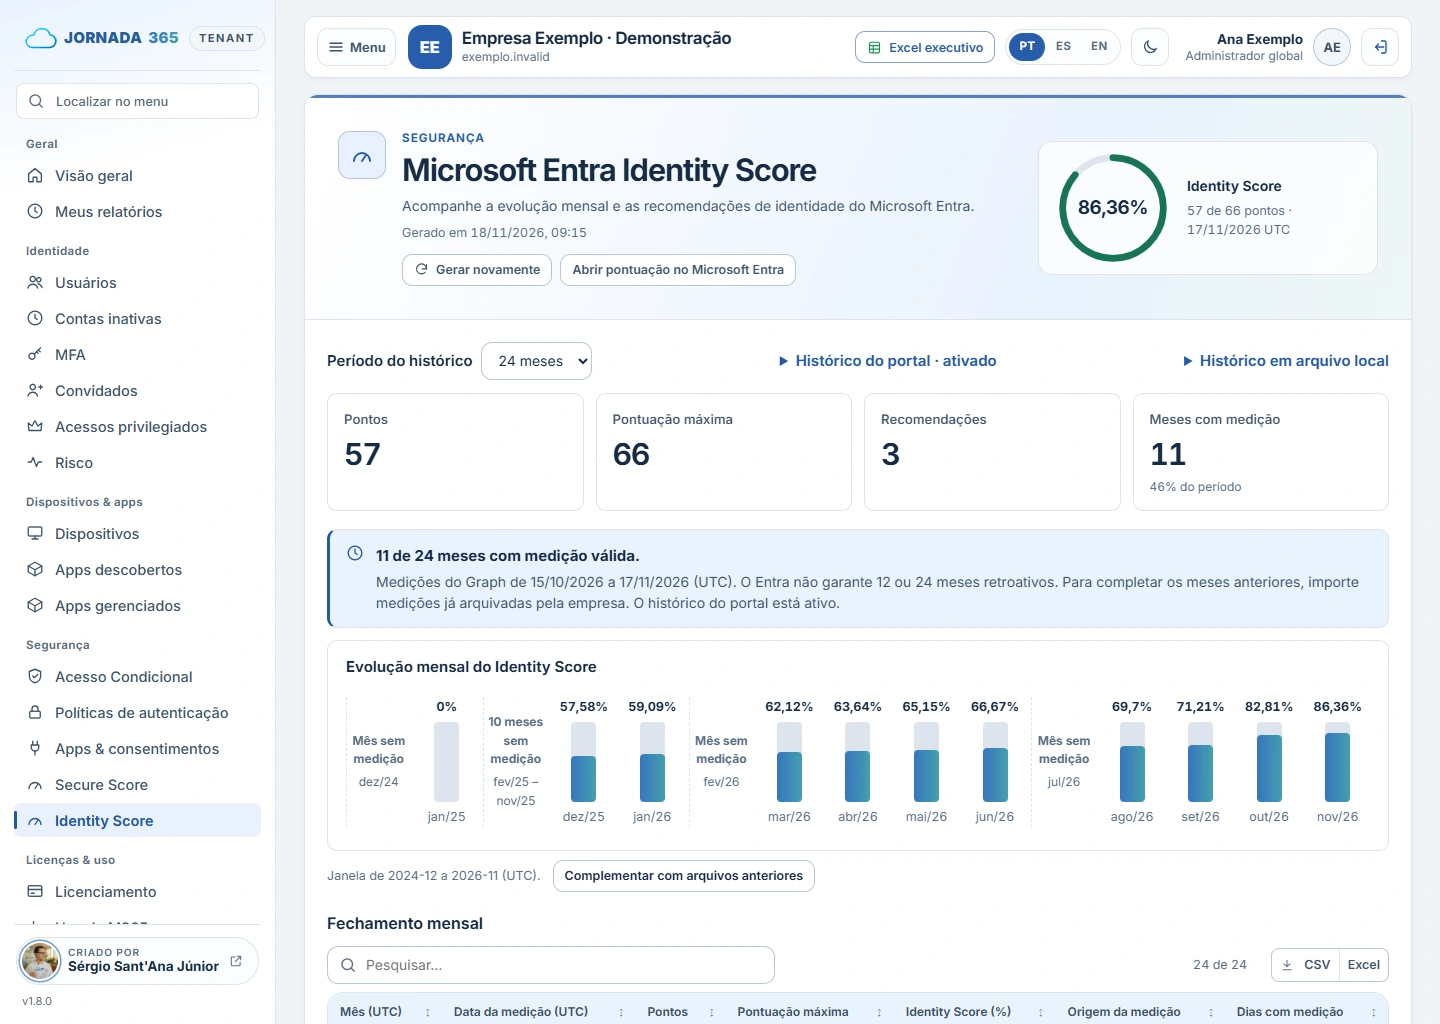 JORNADA 365 TENANT
Localizar no menu
Geral
Visão geral
Meus relatórios
Identidade
Usuários
Contas inativas
MFA
Convidados
Acessos privilegiados
Risco
Dispositivos & apps
Dispositivos
Apps descobertos
Apps gerenciados
Segurança
Acesso Condicional
Políticas de autenticação
Apps & consentimentos
Secure Score
Identity Score
Licenças & uso
Licenciamento
CRIADO POR
Sérgio Sant'Ana Júnior
v1.8.0
Menu
EE
Empresa Exemplo · Demonstração
exemplo.invalid
Excel executivo
PT ES EN
Ana Exemplo
Administrador global
AE
SEGURANÇA
Microsoft Entra Identity Score
Acompanhe a evolução mensal e as recomendações de identidade do Microsoft Entra.
Gerado em 18/11/2026, 09:15
Gerar novamente
Abrir pontuação no Microsoft Entra
86,36%
Identity Score
57 de 66 pontos ·
17/11/2026 UTC
Período do histórico 24 meses
Histórico do portal · ativado
Histórico em arquivo local
Pontos
57
Pontuação máxima
66
Recomendações
3
Meses com medição
11
46% do período
11 de 24 meses com medição válida.
Medições do Graph de 15/10/2026 a 17/11/2026 (UTC). O Entra não garante 12 ou 24 meses retroativos. Para completar os meses anteriores, importe
medições já arquivadas pela empresa. O histórico do portal está ativo.
Evolução mensal do Identity Score
Mês sem
medição
dez/24
0%
jan/25
10 meses
sem
medição
fev/25 –
nov/25
57,58%
dez/25
59,09%
jan/26
Mês sem
medição
fev/26
62,12%
mar/26
63,64%
abr/26
65,15%
mai/26
66,67%
jun/26
Mês sem
medição
jul/26
69,7%
ago/26
71,21%
set/26
82,81%
out/26
86,36%
nov/26
Janela de 2024-12 a 2026-11 (UTC).
Complementar com arquivos anteriores
Fechamento mensal
Pesquisar...
24 de 24
CSV
Excel
Mês (UTC) ↕ Data da medição (UTC) ↕ Pontos ↕ Pontuação máxima ↕ Identity Score (%) ↕ Origem da medição ↕ Dias com medição ↕